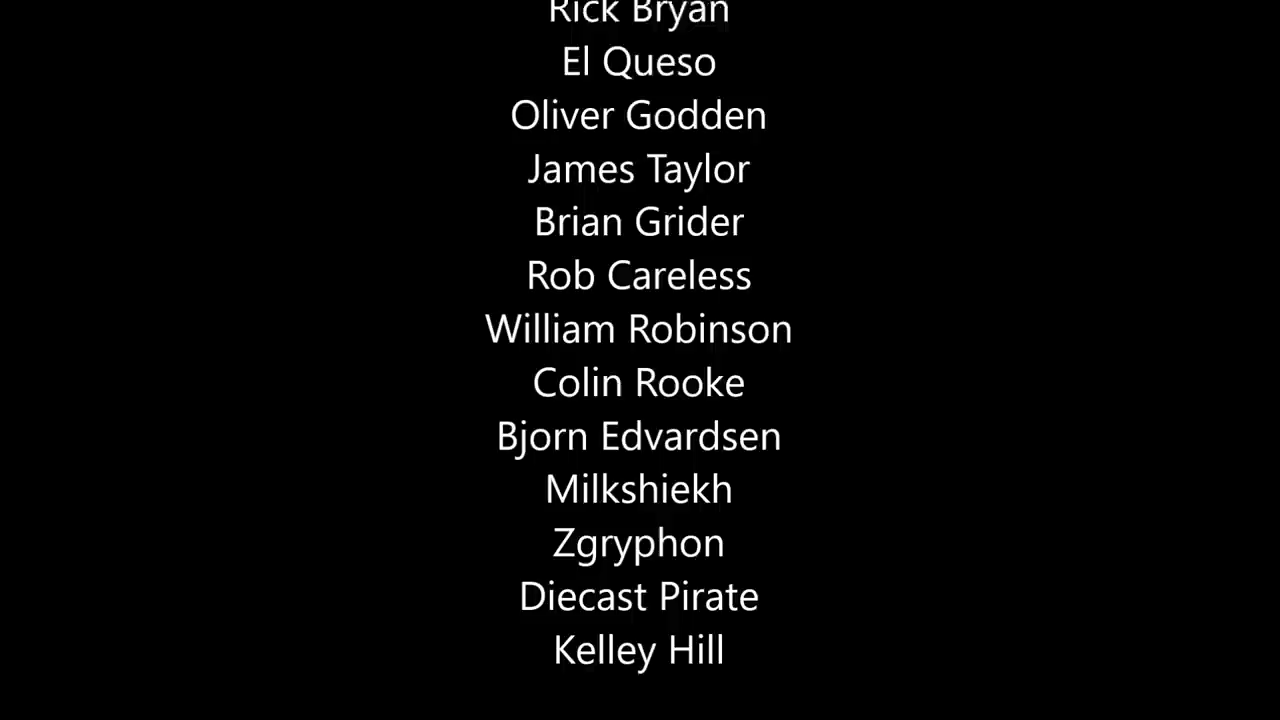 Rick Bryan
El Queso
Oliver Godden
James Taylor
Brian Grider
Rob Careless
William Robinson
Colin Rooke
Bjorn Edvardsen
Milkshiekh
Zgryphon
Diecast Pirate
Kelley Hill